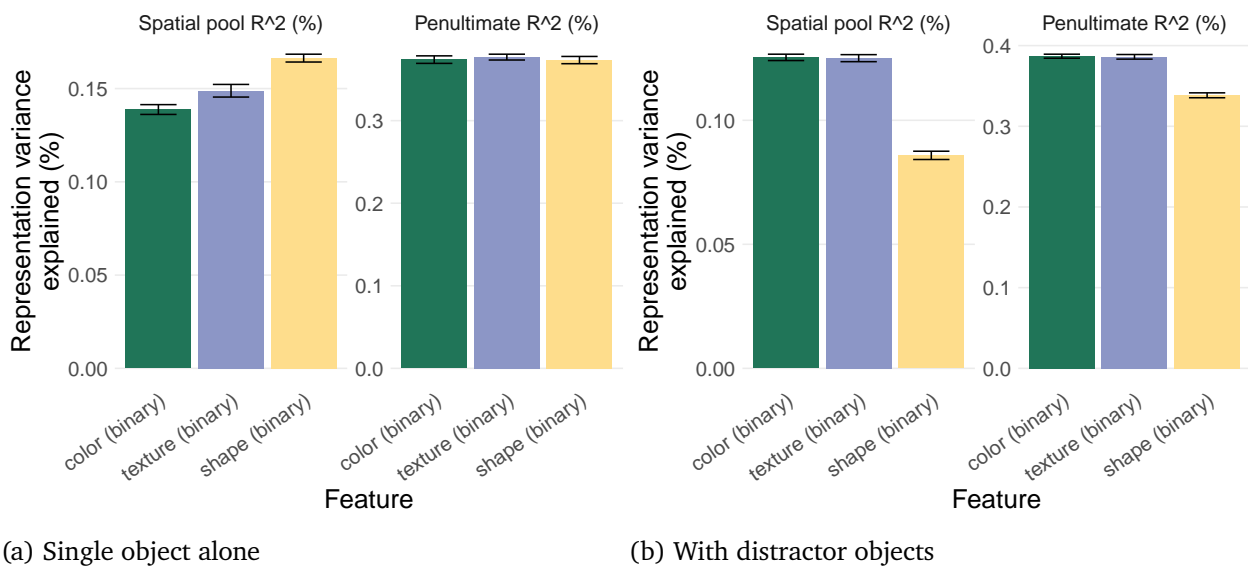 Spatial pool R^2 (%)
Penultimate R^2 (%)
Representation variance
explained (%)
0.15
0.10
0.05
0.00
0.3
0.2
0.1
0.0
color (binary)
texture (binary)
shape (binary)
color (binary)
texture (binary)
shape (binary)
Feature
(a) Single object alone
Spatial pool R^2 (%)
Penultimate R^2 (%)
Representation variance
explained (%)
0.10
0.05
0.00
0.4
0.3
0.2
0.1
0.0
color (binary)
texture (binary)
shape (binary)
color (binary)
texture (binary)
shape (binary)
Feature
(b) With distractor objects